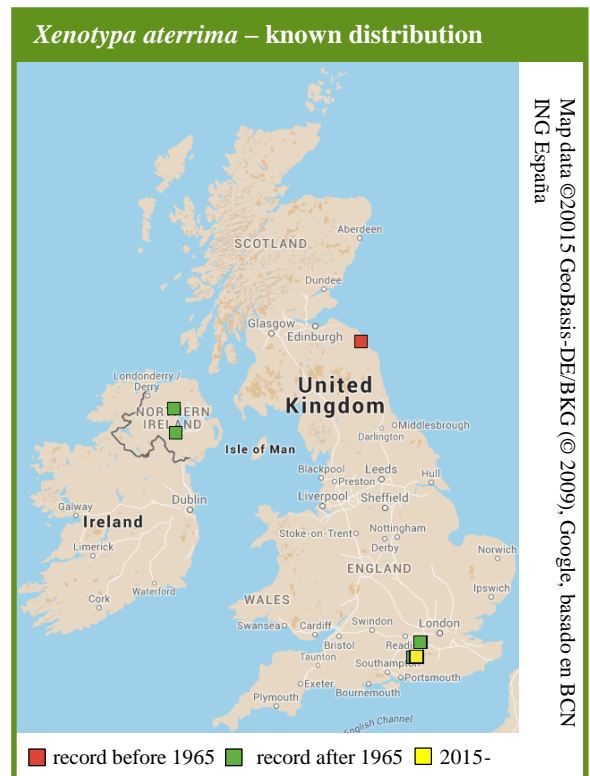 Xenotypa aterrima – known distribution
SCOTLAND
Aberdeen
Dundee
Glasgow
Edinburgh
United
Kingdom
Londonderry /
Derry
NORTHERN
IRELAND
Isle of Man
Middlesbrough
Darlington
Blackpool
Preston
Leeds
Hull
Liverpool
Sheffield
Galway
Dublin
Ireland
Limerick
Waterford
Cork
Stoke-on-Trent
Nottingham
Derby
Norwich
ENGLAND
Ipswich
WALES
Swansea
Cardiff
Swindon
London
Bristol
Readi
Taunton
Southampton
Portsmouth
Exeter
Bournemouth
Plymouth
English Channel
Map data ©20015 GeoBasis-DE/BKG (© 2009), Google, basado en BCN
ING España
record before 1965 record after 1965 2015-